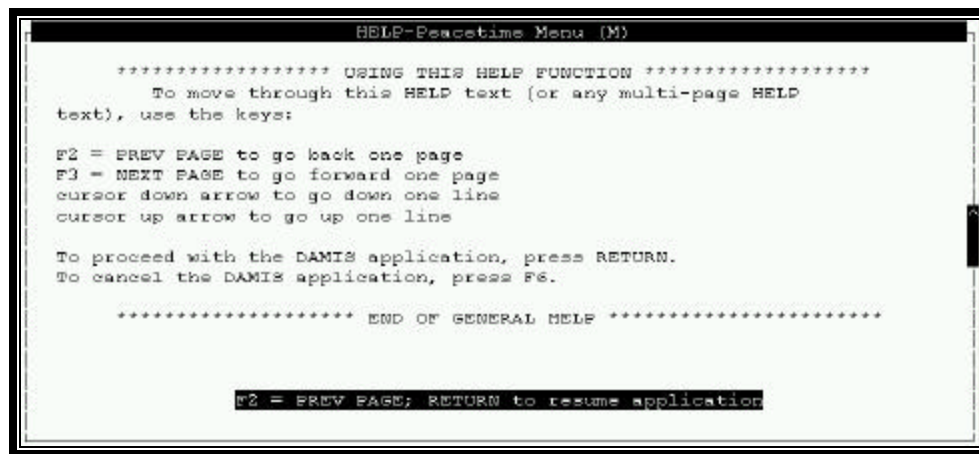 HELP-Peacetime Menu (M)
****************** USING THIS HELP FUNCTION *******************
To move through this HELP text (or any multi-page HELP
text), use the keys:
F2 = PREV PAGE to go back one page
F3 = NEXT PAGE to go forward one page
cursor down arrow to go down one line
cursor up arrow to go up one line
To proceed with the DAMIS application, press RETURN.
To cancel the DAMIS application, press F6.
******************** END OF GENERAL HELP ***********************
F2 = PREV PAGE; RETURN to resume application